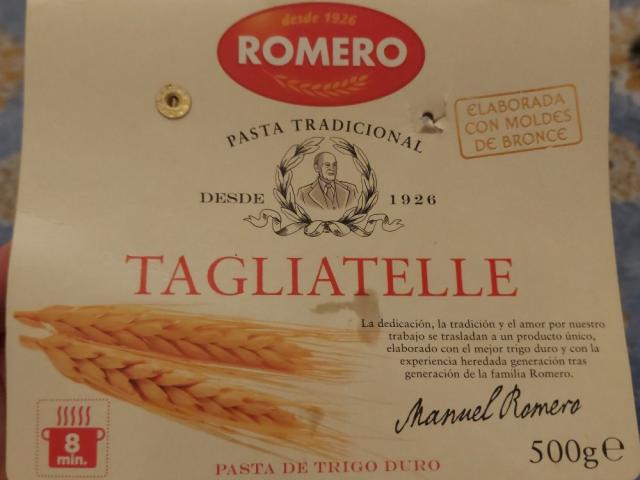 desde 1926
ROMERO
ELABORADA
CON MOLDES
DE BRONCE
PASTA TRADICIONAL
DESDE 1926
TAGLIATELLE
La dedicación, la tradición y el amor por nuestro
trabajo se trasladan a un producto único,
elaborado con el mejor trigo duro y con la
experiencia heredada generación tras
generación de la familia Romero.
Manuel Romero
8
min.
500g℮
PASTA DE TRIGO DURO